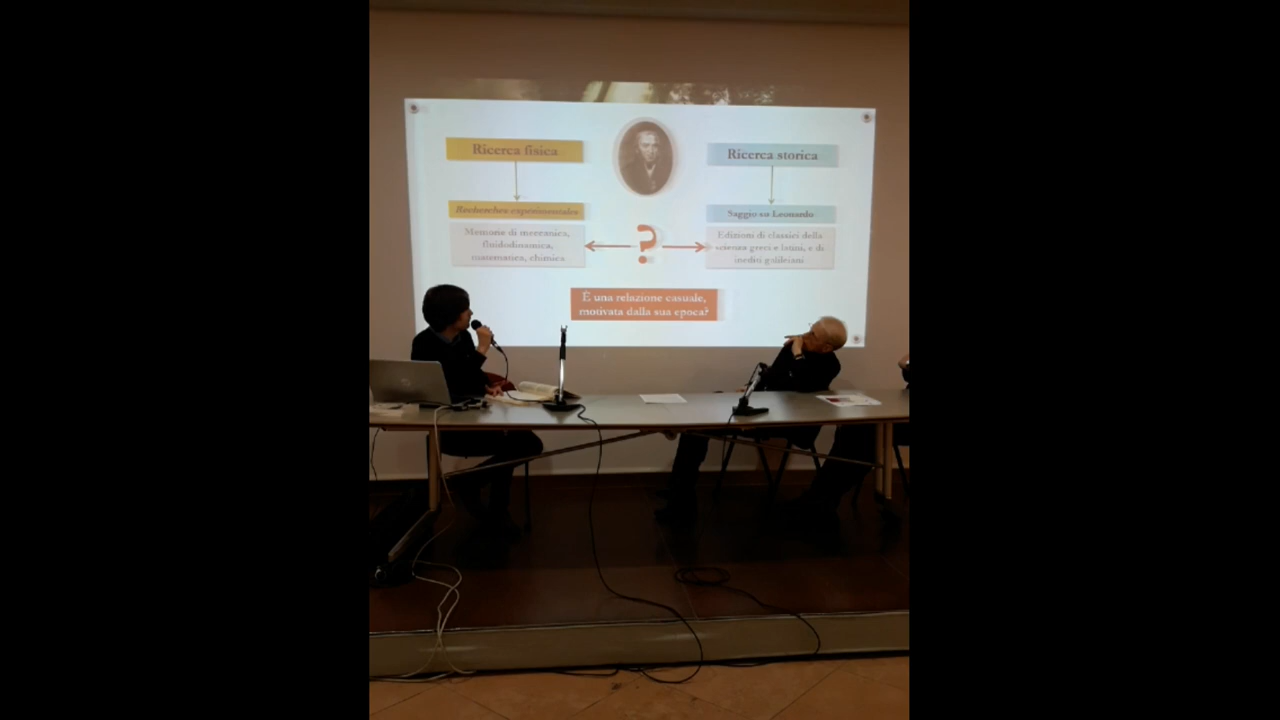 Ricerca fisica
Ricerca storica
Recherches experimentales
Saggio su Leonardo
Memorie di meccanica,
fluidodinamica,
matematica, chimica
?
Edizioni di classici della
scienza greci e latini, e di
inediti galileiani
È una relazione casuale,
motivata dalla sua epoca?